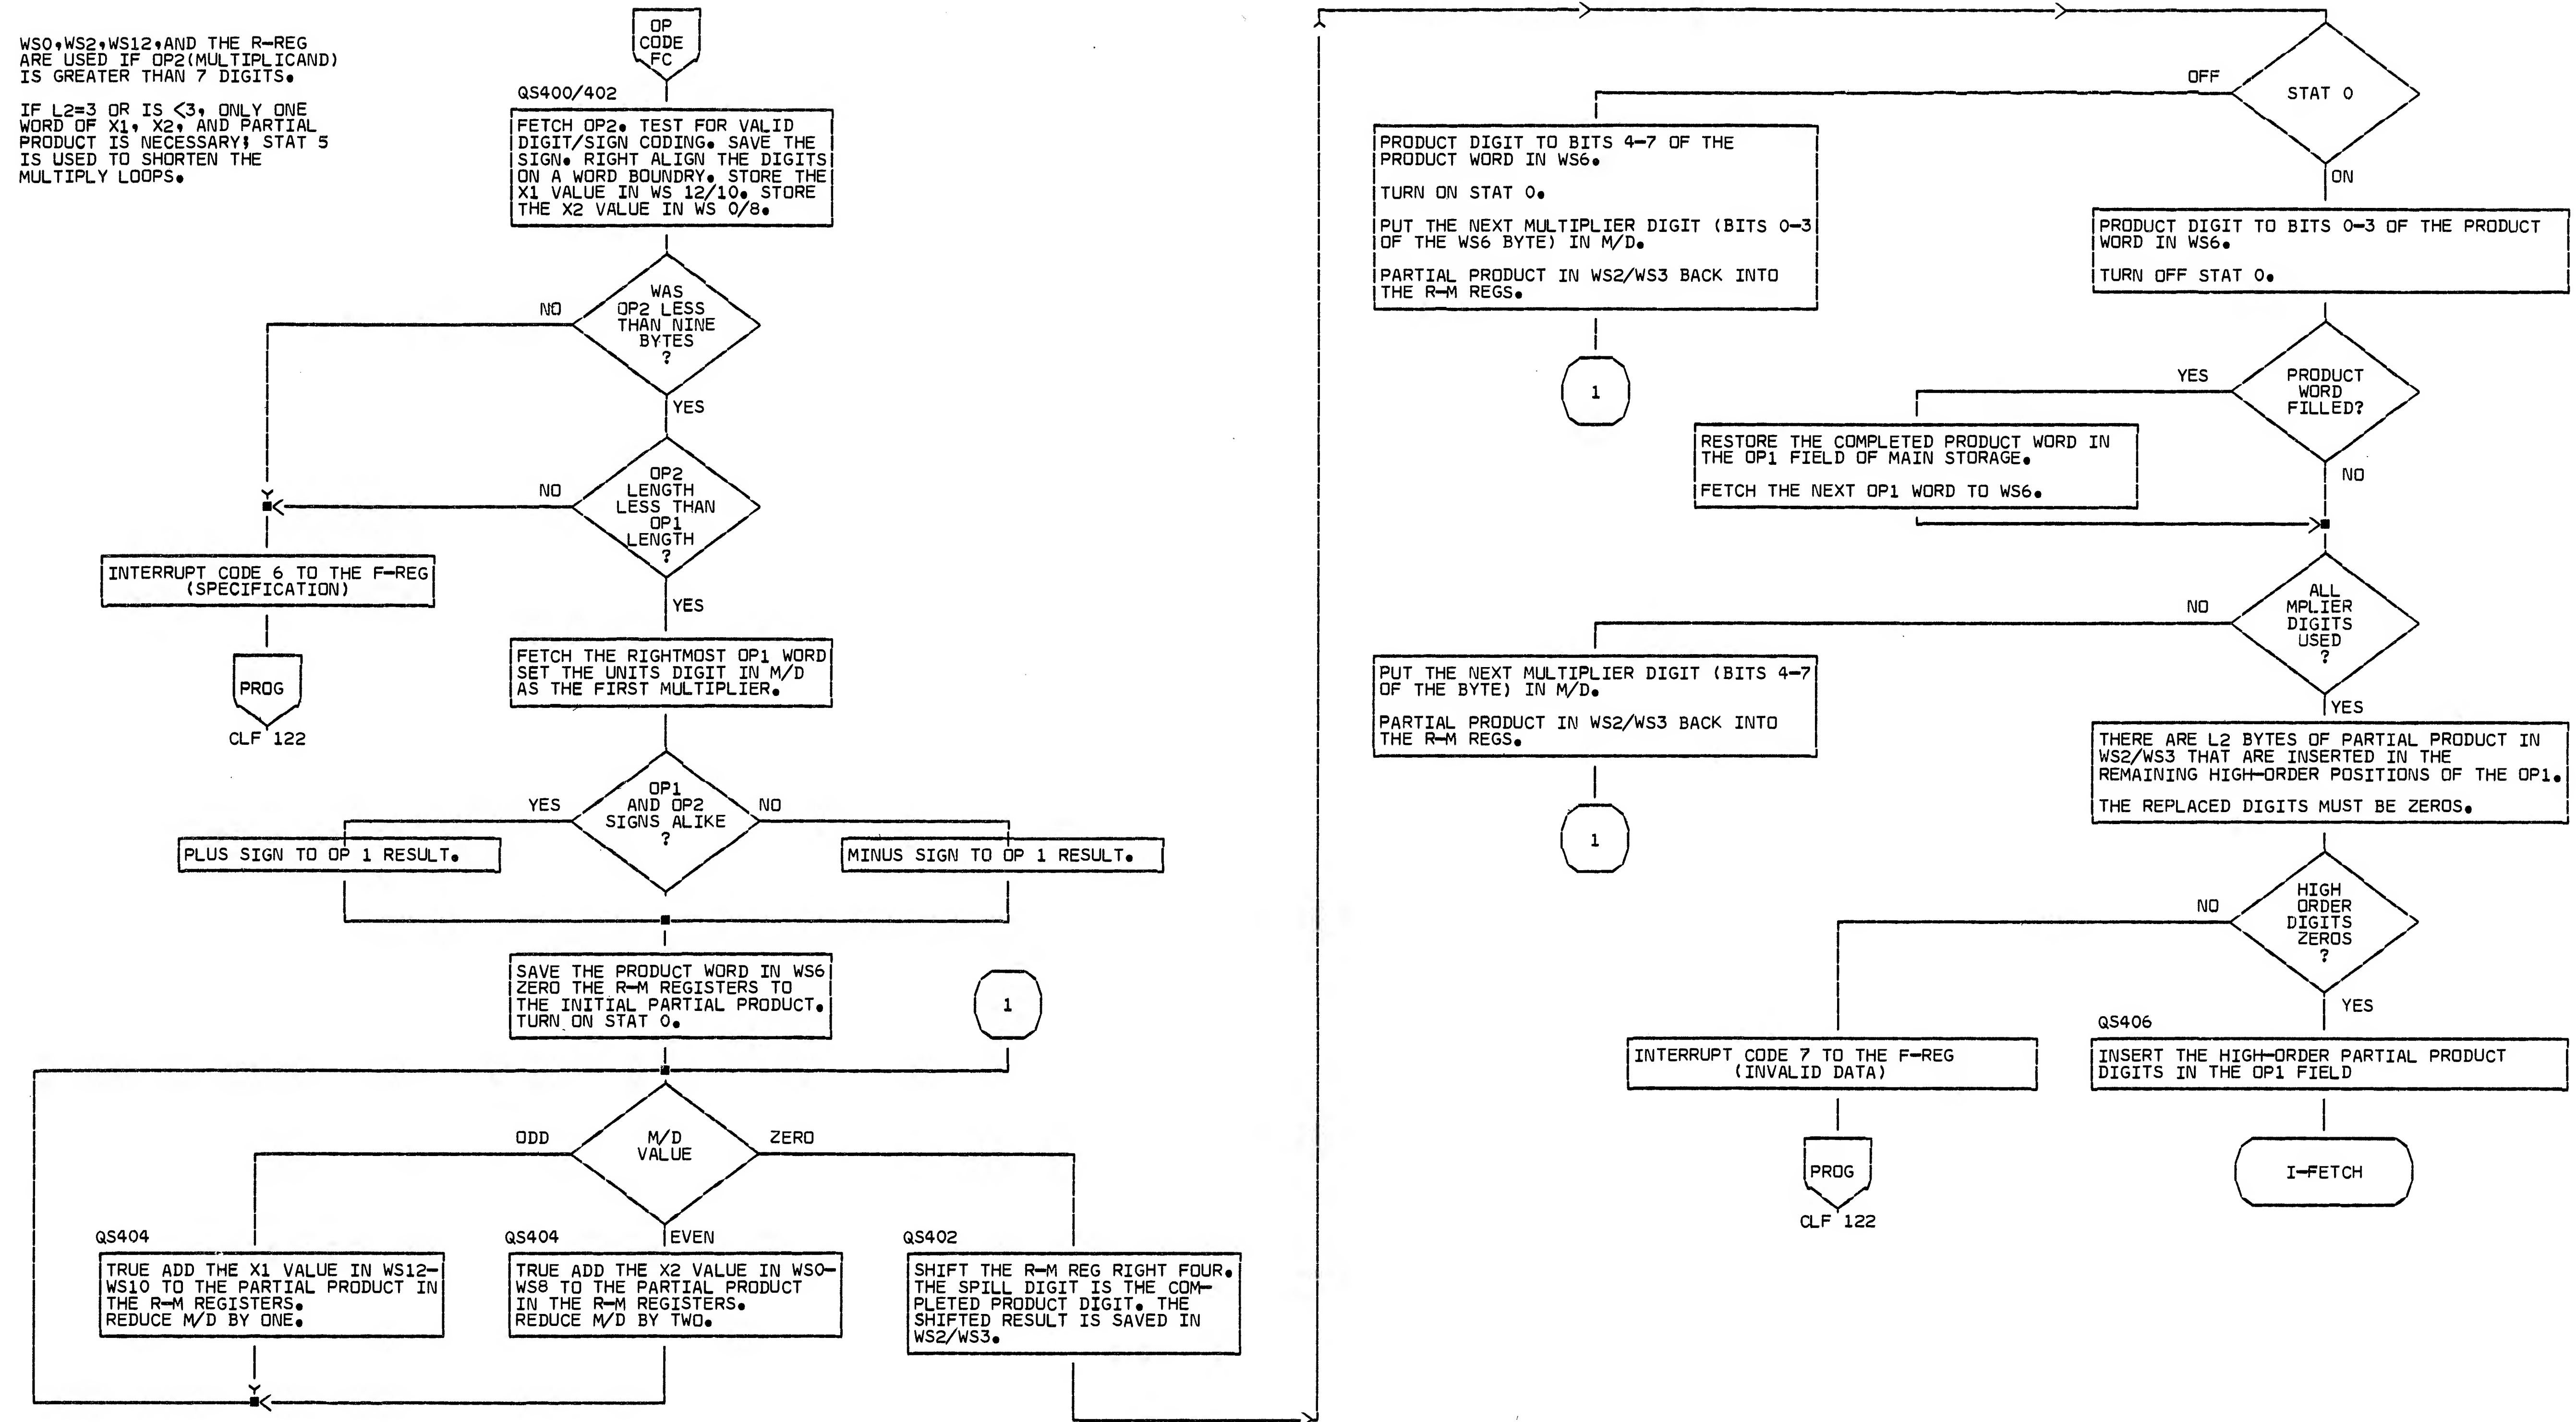 WS0,WS2,WS12,AND THE R-REG
ARE USED IF OP2(MULTIPLICAND)
IS GREATER THAN 7 DIGITS.
IF L2=3 OR IS <3, ONLY ONE
WORD OF X1, X2, AND PARTIAL
PRODUCT IS NECESSARY; STAT 5
IS USED TO SHORTEN THE
MULTIPLY LOOPS.
OP
CODE
FC
QS400/402
FETCH OP2. TEST FOR VALID
DIGIT/SIGN CODING. SAVE THE
SIGN. RIGHT ALIGN THE DIGITS
ON A WORD BOUNDRY. STORE THE
X1 VALUE IN WS 12/10. STORE
THE X2 VALUE IN WS 0/8.
WAS
OP2 LESS
THAN NINE
BYTES
?
NO
YES
OP2
LENGTH
LESS THAN
OP1
LENGTH
?
NO
YES
INTERRUPT CODE 6 TO THE F-REG
(SPECIFICATION)
PROG
CLF 122
FETCH THE RIGHTMOST OP1 WORD
SET THE UNITS DIGIT IN M/D
AS THE FIRST MULTIPLIER.
OP1
AND OP2
SIGNS ALIKE
?
YES
NO
PLUS SIGN TO OP 1 RESULT.
MINUS SIGN TO OP 1 RESULT.
SAVE THE PRODUCT WORD IN WS6
ZERO THE R-M REGISTERS TO
THE INITIAL PARTIAL PRODUCT.
TURN ON STAT 0.
1
M/D
VALUE
ODD
ZERO
EVEN
QS404
TRUE ADD THE X1 VALUE IN WS12-
WS10 TO THE PARTIAL PRODUCT IN
THE R-M REGISTERS.
REDUCE M/D BY ONE.
QS404
TRUE ADD THE X2 VALUE IN WS0-
WS8 TO THE PARTIAL PRODUCT
IN THE R-M REGISTERS.
REDUCE M/D BY TWO.
QS402
SHIFT THE R-M REG RIGHT FOUR.
THE SPILL DIGIT IS THE COM-
PLETED PRODUCT DIGIT. THE
SHIFTED RESULT IS SAVED IN
WS2/WS3.
STAT 0
OFF
ON
PRODUCT DIGIT TO BITS 4-7 OF THE
PRODUCT WORD IN WS6.
TURN ON STAT 0.
PUT THE NEXT MULTIPLIER DIGIT (BITS 0-3
OF THE WS6 BYTE) IN M/D.
PARTIAL PRODUCT IN WS2/WS3 BACK INTO
THE R-M REGS.
1
PRODUCT DIGIT TO BITS 0-3 OF THE PRODUCT
WORD IN WS6.
TURN OFF STAT 0.
PRODUCT
WORD
FILLED?
YES
NO
RESTORE THE COMPLETED PRODUCT WORD IN
THE OP1 FIELD OF MAIN STORAGE.
FETCH THE NEXT OP1 WORD TO WS6.
ALL
MPLIER
DIGITS
USED
?
NO
YES
PUT THE NEXT MULTIPLIER DIGIT (BITS 4-7
OF THE BYTE) IN M/D.
PARTIAL PRODUCT IN WS2/WS3 BACK INTO
THE R-M REGS.
1
THERE ARE L2 BYTES OF PARTIAL PRODUCT IN
WS2/WS3 THAT ARE INSERTED IN THE
REMAINING HIGH-ORDER POSITIONS OF THE OP1.
THE REPLACED DIGITS MUST BE ZEROS.
HIGH
ORDER
DIGITS
ZEROS
?
NO
YES
INTERRUPT CODE 7 TO THE F-REG
(INVALID DATA)
PROG
CLF 122
QS406
INSERT THE HIGH-ORDER PARTIAL PRODUCT
DIGITS IN THE OP1 FIELD
I-FETCH